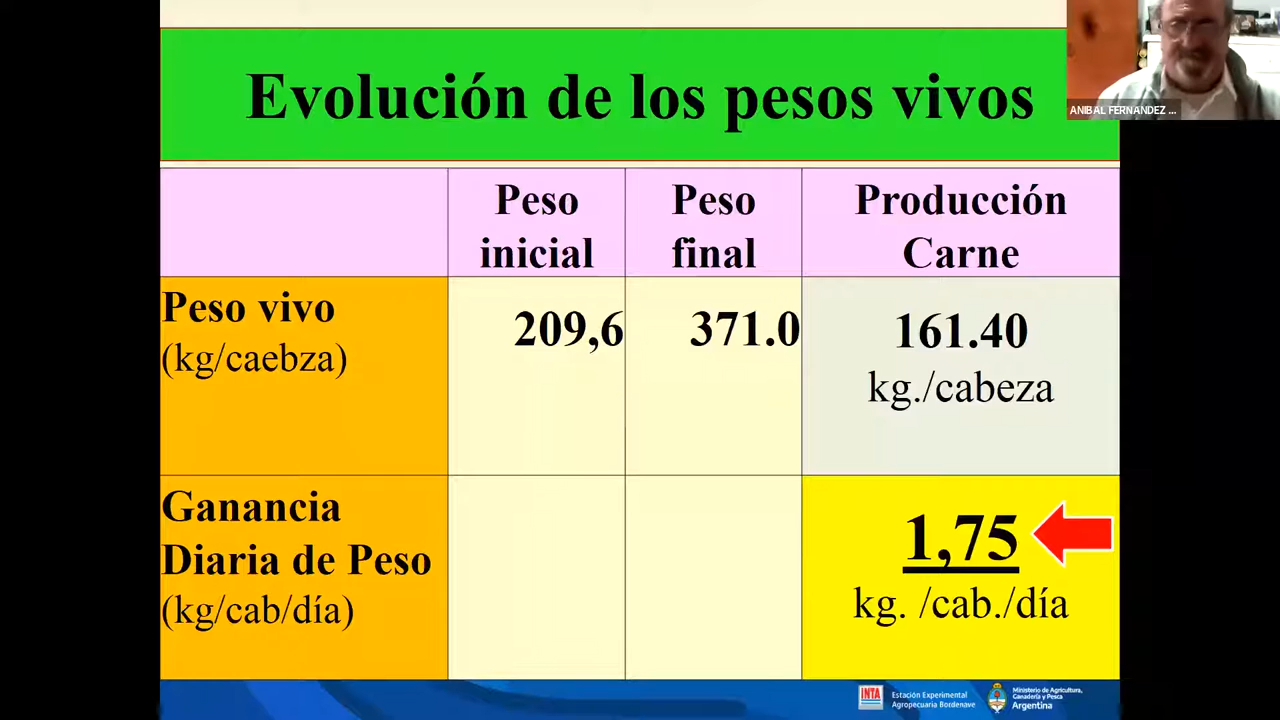 Evolución de los pesos vivos
ANIBAL FERNANDEZ ...
Peso
inicial
Peso
final
Producción
Carne
Peso vivo
(kg/caebza)
209,6
371.0
161.40
kg./cabeza
Ganancia
Diaria de Peso
(kg/cab/día)
1,75
kg. /cab./día
INTA
Estación Experimental
Agropecuaria Bordenave
Ministerio de Agricultura,
Ganadería y Pesca
Argentina